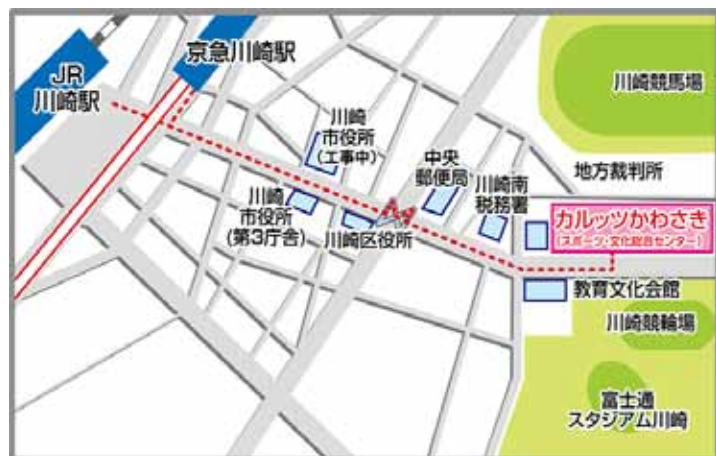 京急川崎駅
JR
川崎駅
川崎競馬場
川崎
市役所
(工事中)
中央
郵便局
川崎南
税務署
地方裁判所
カルッツかわさき
(スポーツ・文化総合センター)
川崎
市役所
(第3庁舎)
川崎区役所
教育文化会館
川崎競輪場
富士通
スタジアム川崎